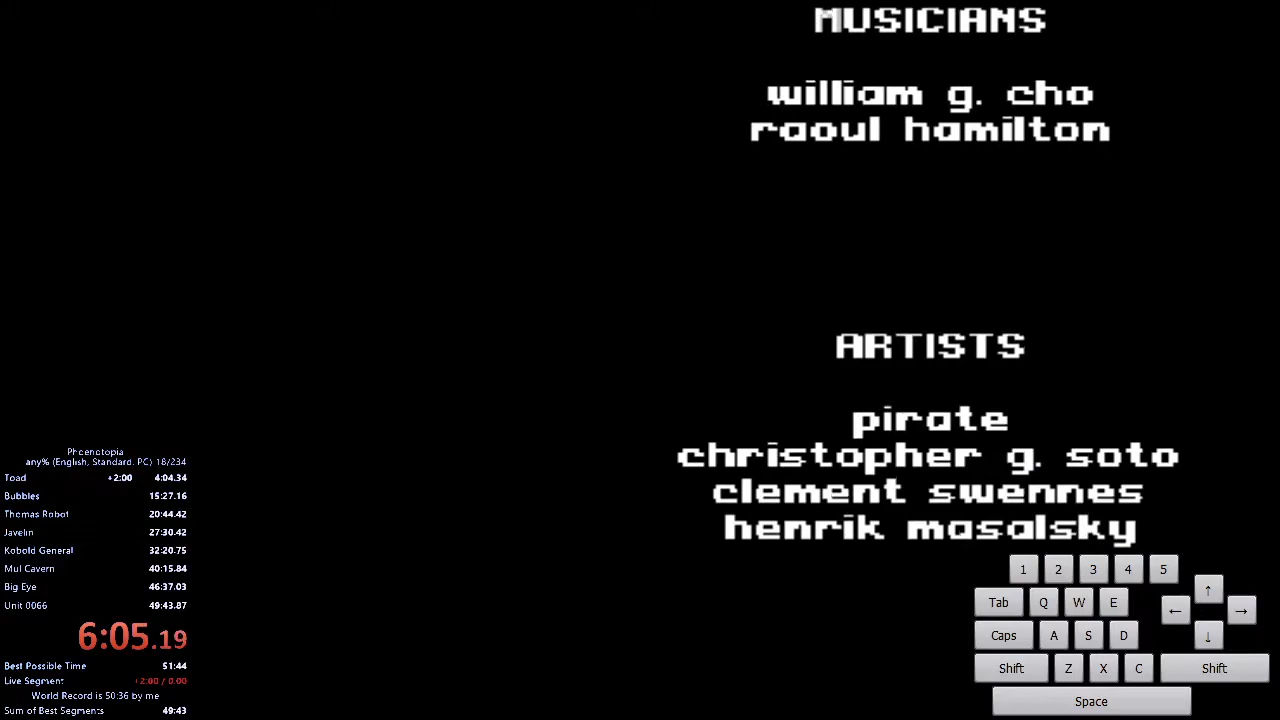 MUSICIANS
william g. cho
raoul hamilton
ARTISTS
pirate
christopher g. soto
clement swennes
henrik masalsky
Phoenotopia
any% (English, Standard, PC) 18/234
Toad +2:00 4:04.34
Bubbles 15:27.16
Thomas Robot 20:44.42
Javelin 27:30.42
Kobold General 32:20.75
Mul Cavern 40:15.84
Big Eye 46:37.03
Unit 0066 49:43.87
6:05.19
Best Possible Time 51:44
Live Segment +2:00 / 0.00
World Record is 50:36 by me
Sum of Best Segments 49:43
1 2 3 4 5
Tab Q W E ↑
← →
Caps A S D ↓
Shift Z X C Shift
Space